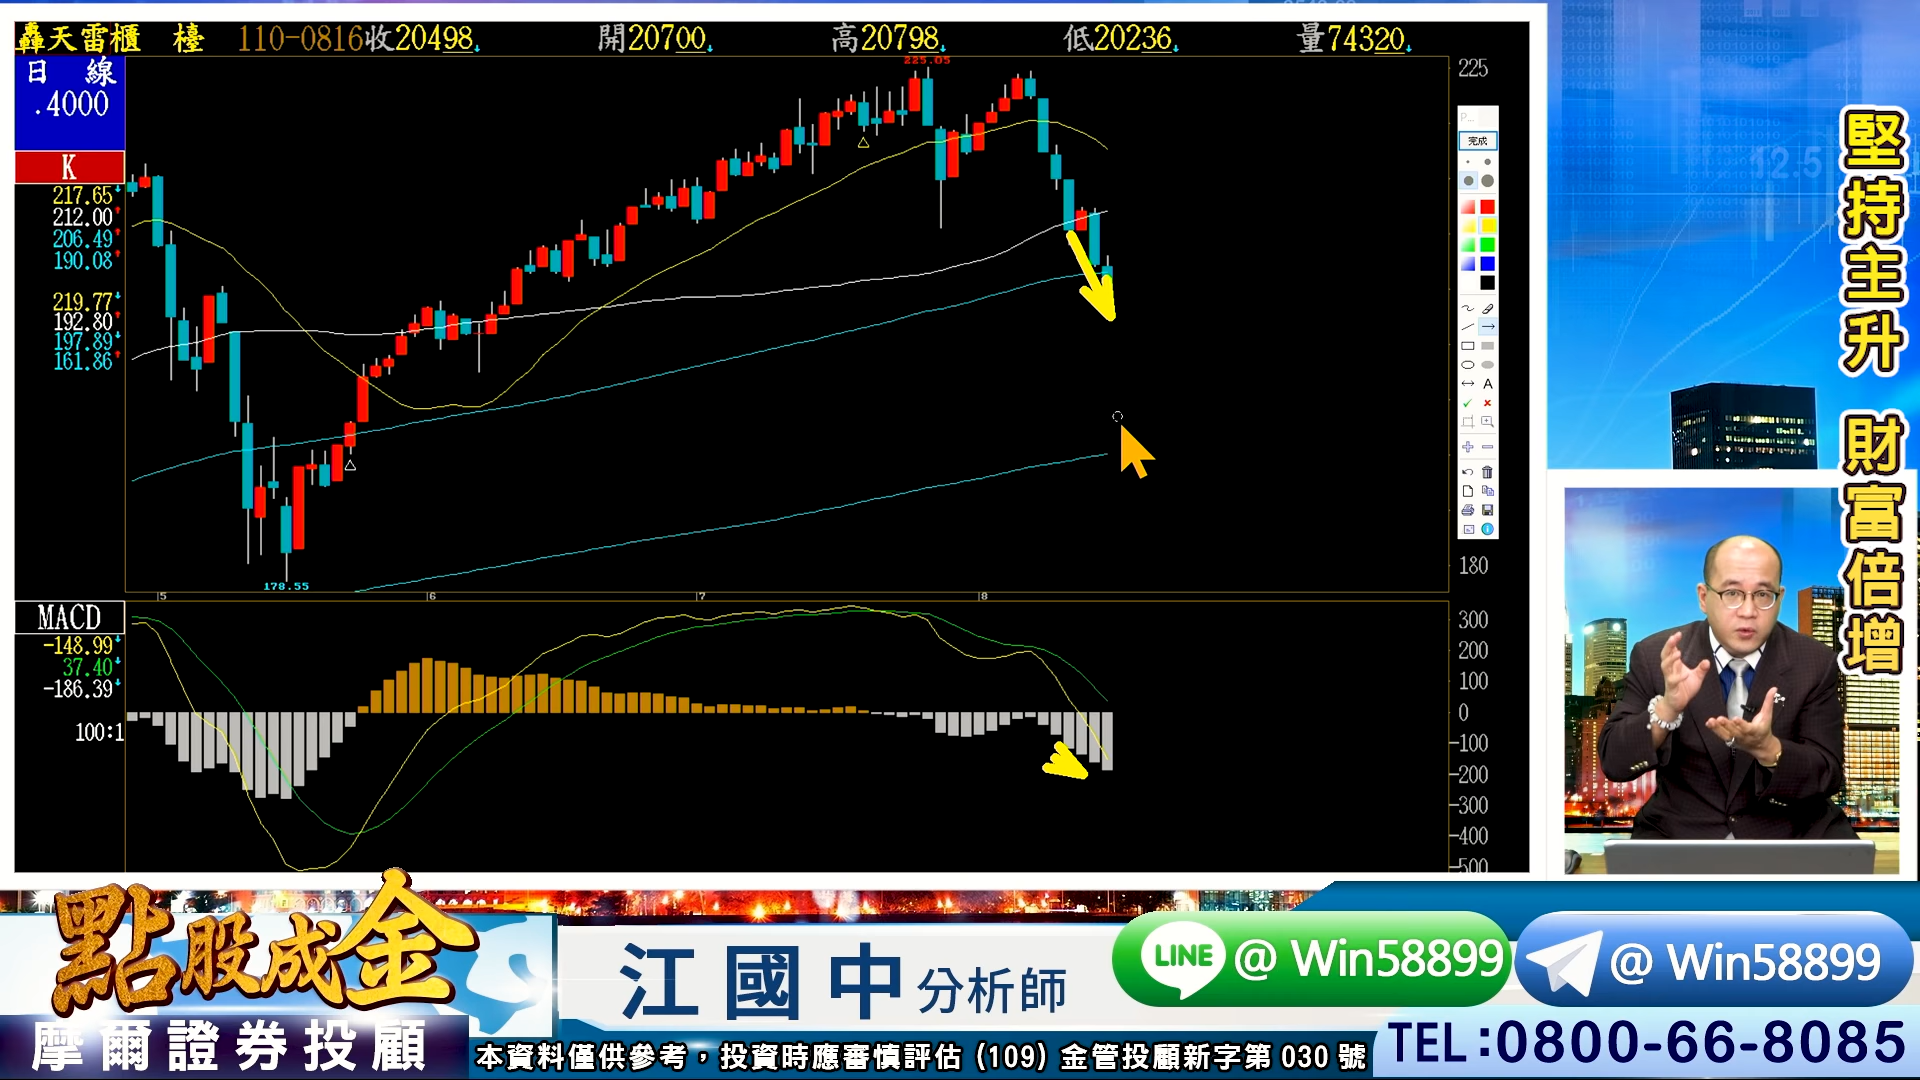 轟天雷櫃 檯 110-0816收20498. 開20700. 高20798. 低20236. 量74320.
日 線
.4000
K
217.65
212.00
206.49
190.08
219.77
192.80
197.89
161.86
225.05
178.55
225
180
5 6 7 8
MACD
-148.99
37.40
-186.39
100:1
300
200
100
0
-100
-200
-300
-400
-500
完成
A
堅持主升 財富倍增
點股成金
摩爾證券投顧
江國中分析師
LINE @ Win58899
@ Win58899
TEL:0800-66-8085
本資料僅供參考,投資時應審慎評估 (109) 金管投顧新字第 030 號